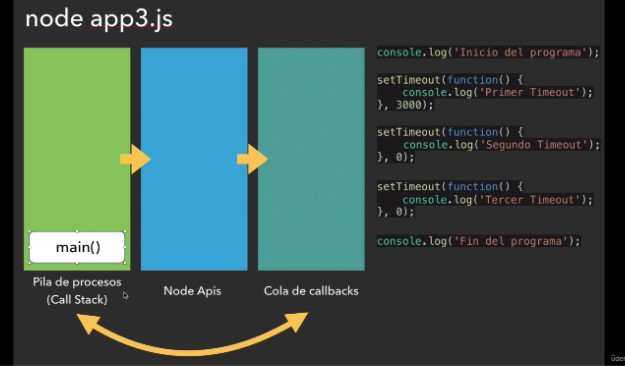 node app3.js
main()
Pila de procesos
(Call Stack)
Node Apis
Cola de callbacks
console.log('Inicio del programa');
setTimeout(function() {
    console.log('Primer Timeout');
}, 3000);
setTimeout(function() {
    console.log('Segundo Timeout');
}, 0);
setTimeout(function() {
    console.log('Tercer Timeout');
}, 0);
console.log('Fin del programa');